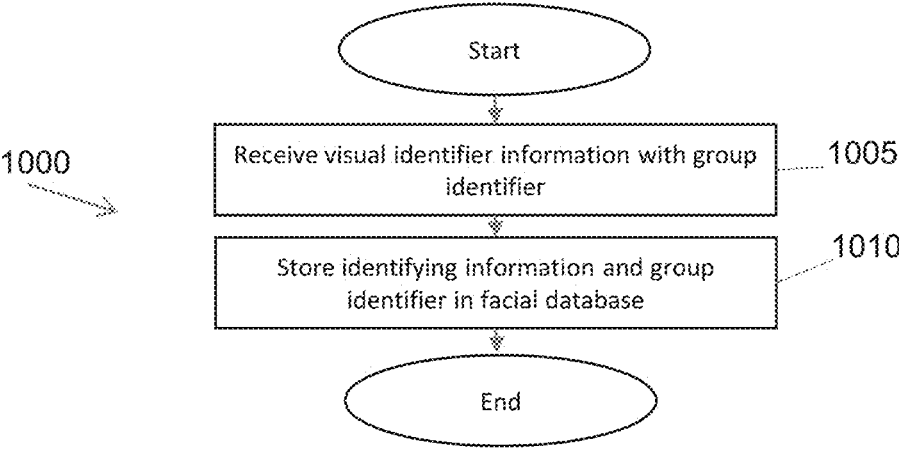 Start
1000
Receive visual identifier information with group
identifier
1005
Store identifying information and group
identifier in facial database
1010
End